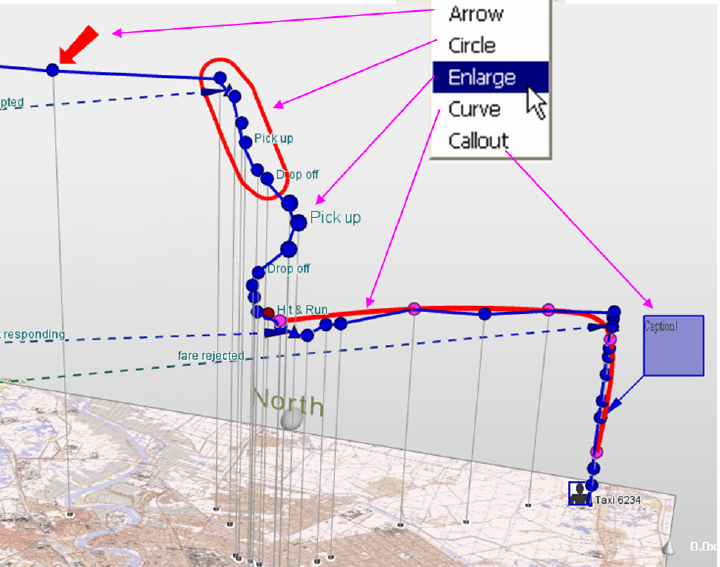 Arrow
Circle
Enlarge
Curve
Callout
pted
Pick up
Drop off
Pick up
Drop off
Hit & Run
Caption!
responding
fare rejected
North
Taxi 6234
0.0x